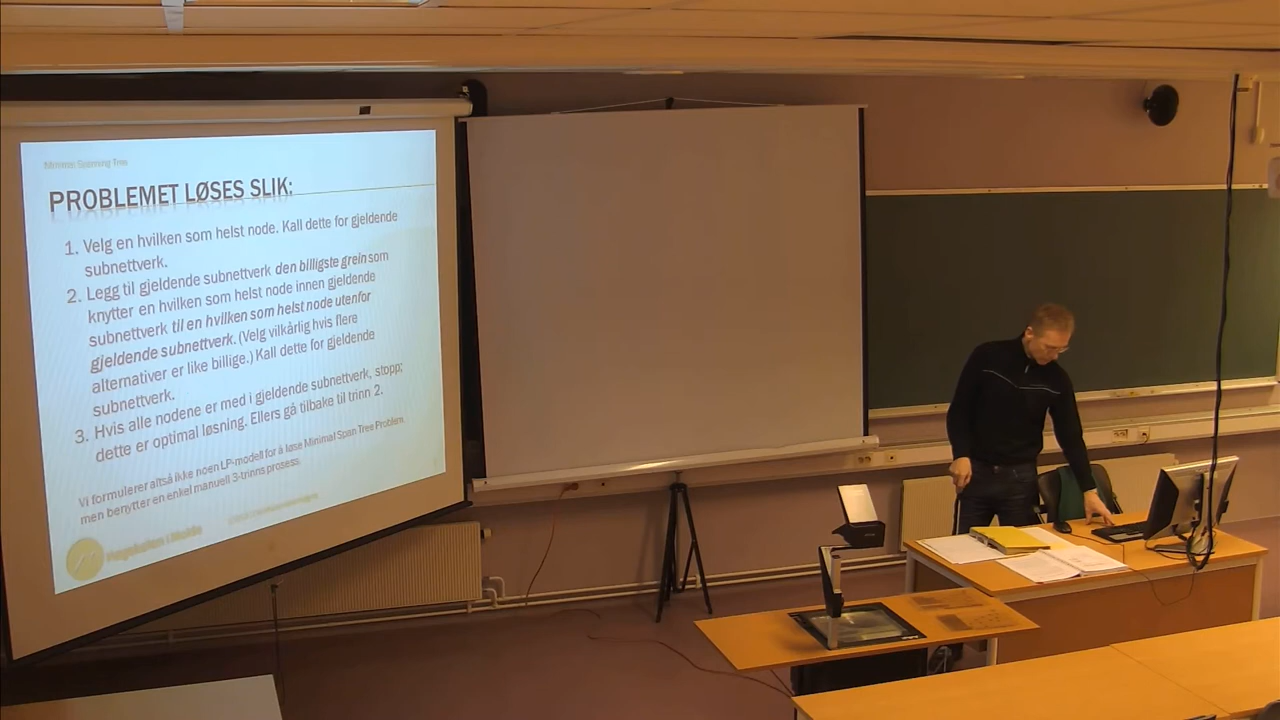 Minimal Spanning Tree
PROBLEMET LØSES SLIK:
1. Velg en hvilken som helst node. Kall dette for gjeldende
subnettverk.
2. Legg til gjeldende subnettverk den billigste grein som
knytter en hvilken som helst node innen gjeldende
subnettverk til en hvilken som helst node utenfor
gjeldende subnettverk. (Velg vilkårlig hvis flere
alternativer er like billige.) Kall dette for gjeldende
subnettverk.
3. Hvis alle nodene er med i gjeldende subnettverk, stopp;
dette er optimal løsning. Ellers gå tilbake til trinn 2.
Vi formulerer altså ikke noen LP-modell for å løse Minimal Span Tree Problem
men benytter en enkel manuell 3-trinns prosess.
Høgskolen i Molde